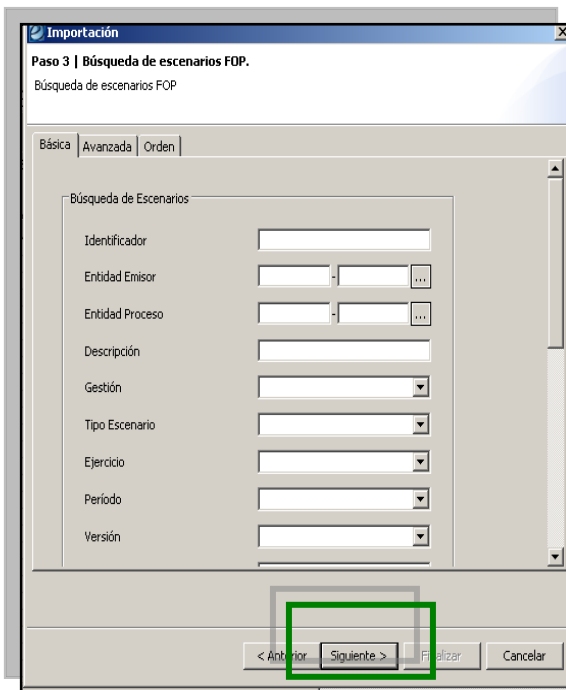 Importación
Paso 3 | Búsqueda de escenarios FOP.
Búsqueda de escenarios FOP
Básica Avanzada Orden
Búsqueda de Escenarios
Identificador
Entidad Emisor - ...
Entidad Proceso - ...
Descripción
Gestión
Tipo Escenario
Ejercicio
Período
Versión
< Anterior Siguiente > Finalizar Cancelar